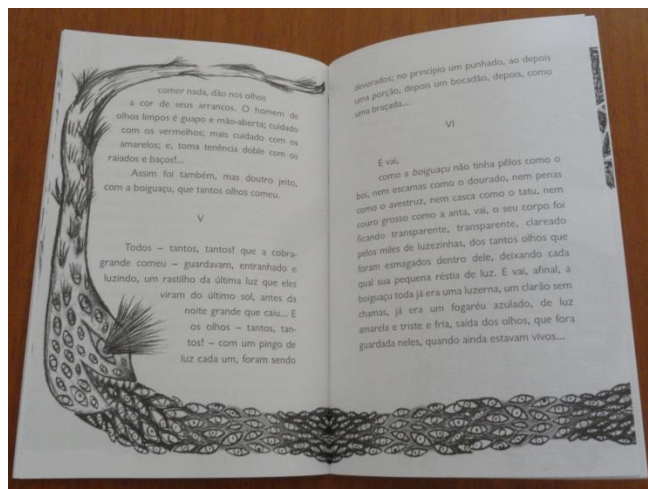 comer nada, dão nos olhos
a cor de seus arrancos. O homem de
olhos limpos é guapo e mão-aberta; cuidado
com os vermelhos; mais cuidado com os
amarelos; e, toma tenência doble com os
raiados e baços!...
Assim foi também, mas doutro jeito,
com a boiguaçu, que tantos olhos comeu.
V
Todos – tantos, tantos! que a cobra-
grande comeu – guardavam, entranhado e
luzindo, um rastilho da última luz que eles
viram do último sol, antes da
noite grande que caiu... E
os olhos – tantos, tan-
tos! – com um pingo de
luz cada um, foram sendo
devorados; no princípio um punhado, ao depois
uma porção, depois um bocadão, depois, como
uma braçada...
VI
E vai,
como a boiguaçu não tinha pêlos como o
boi, nem escamas como o dourado, nem penas
como o avestruz, nem casca como o tatu, nem
couro grosso como a anta, vai, o seu corpo foi
ficando transparente, transparente, clareado
pelos miles de luzezinhas, dos tantos olhos que
foram esmagados dentro dele, deixando cada
qual sua pequena réstia de luz. E vai, afinal, a
boiguaçu toda já era uma luzerna, um clarão sem
chamas, já era um fogaréu azulado, de luz
amarela e triste e fria, saída dos olhos, que fora
guardada neles, quando ainda estavam vivos...